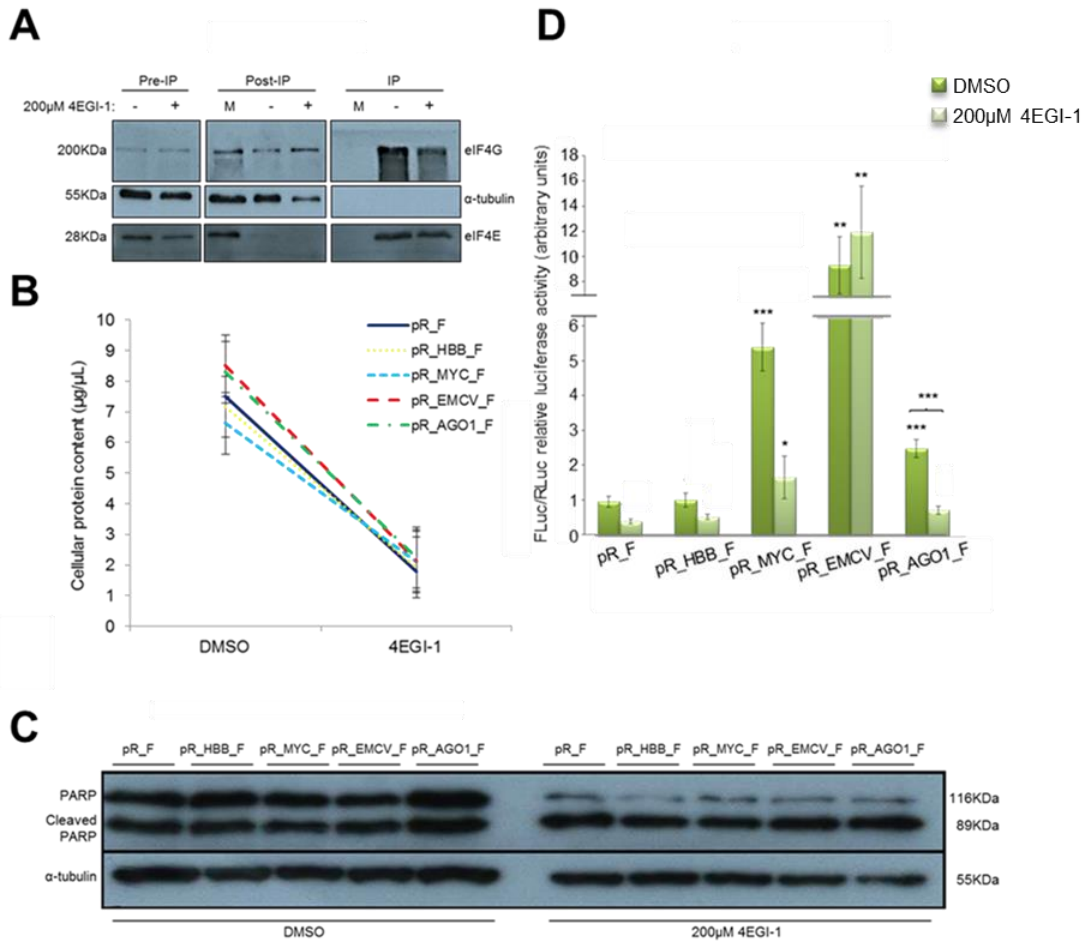 A
Pre-IP Post-IP IP
200µM 4EGI-1: - + M - + M - +
200KDa eIF4G
55KDa α-tubulin
28KDa eIF4E
B
Cellular protein content (µg/µL)
10
9
8
7
6
5
4
3
2
1
0
DMSO 4EGI-1
pR_F
pR_HBB_F
pR_MYC_F
pR_EMCV_F
pR_AGO1_F
D
DMSO
200µM 4EGI-1
FLuc/RLuc relative luciferase activity (arbitrary units)
18
16
14
12
10
8
6
5
4
3
2
1
0
***
*
**
**
***
***
pR_F pR_HBB_F pR_MYC_F pR_EMCV_F pR_AGO1_F
C
pR_F pR_HBB_F pR_MYC_F pR_EMCV_F pR_AGO1_F pR_F pR_HBB_F pR_MYC_F pR_EMCV_F pR_AGO1_F
PARP 116KDa
Cleaved
PARP 89KDa
α-tubulin 55KDa
DMSO 200µM 4EGI-1